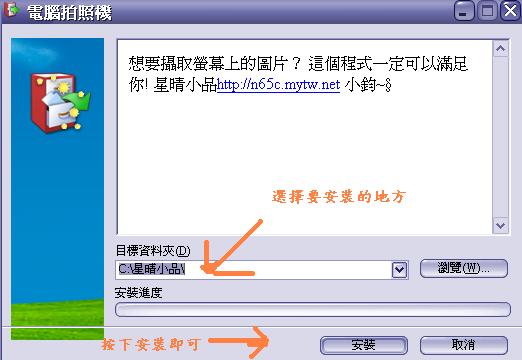 電腦拍照機
想要攝取螢幕上的圖片？ 這個程式一定可以滿足
你! 星晴小品http://n65c.mytw.net 小鈞~§
選擇要安裝的地方
目標資料夾(D)
C:\星晴小品\
瀏覽(W)...
安裝進度
按下安裝即可
安裝
取消